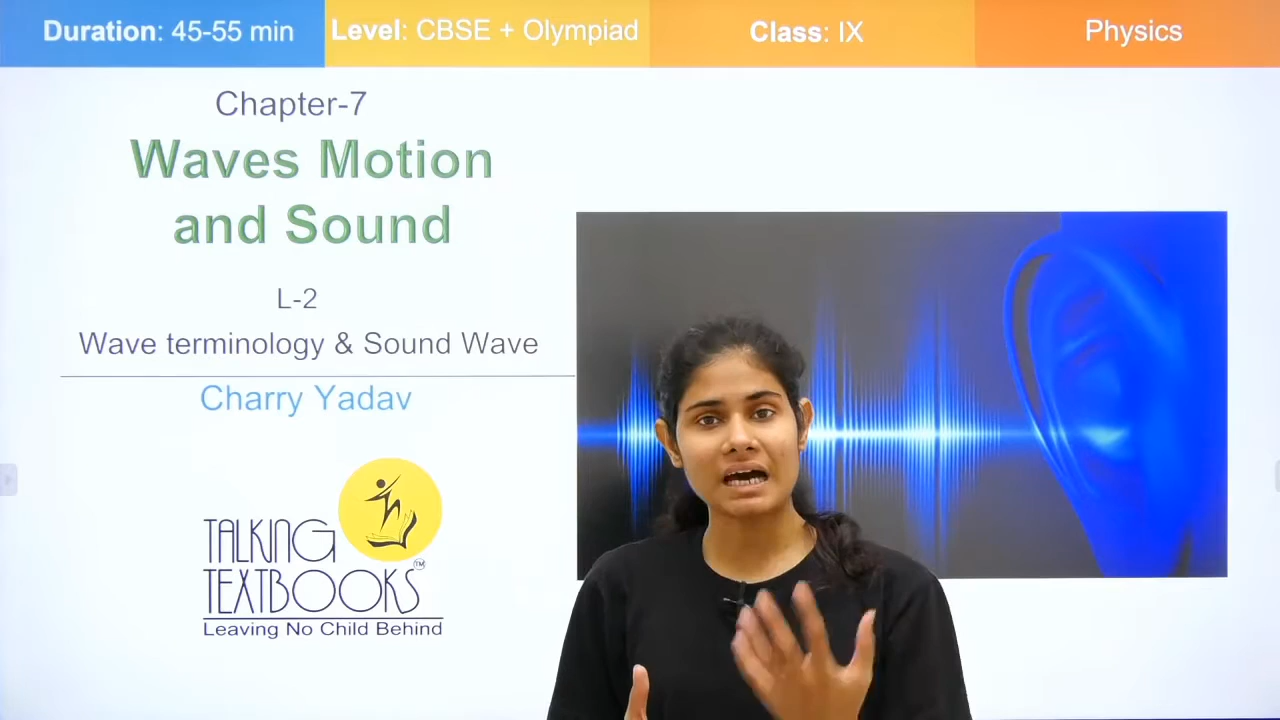 Duration: 45-55 min
Level: CBSE + Olympiad
Class: IX
Physics
Chapter-7
Waves Motion
and Sound
L-2
Wave terminology & Sound Wave
Charry Yadav
TALKING
TEXTBOOKS™
Leaving No Child Behind